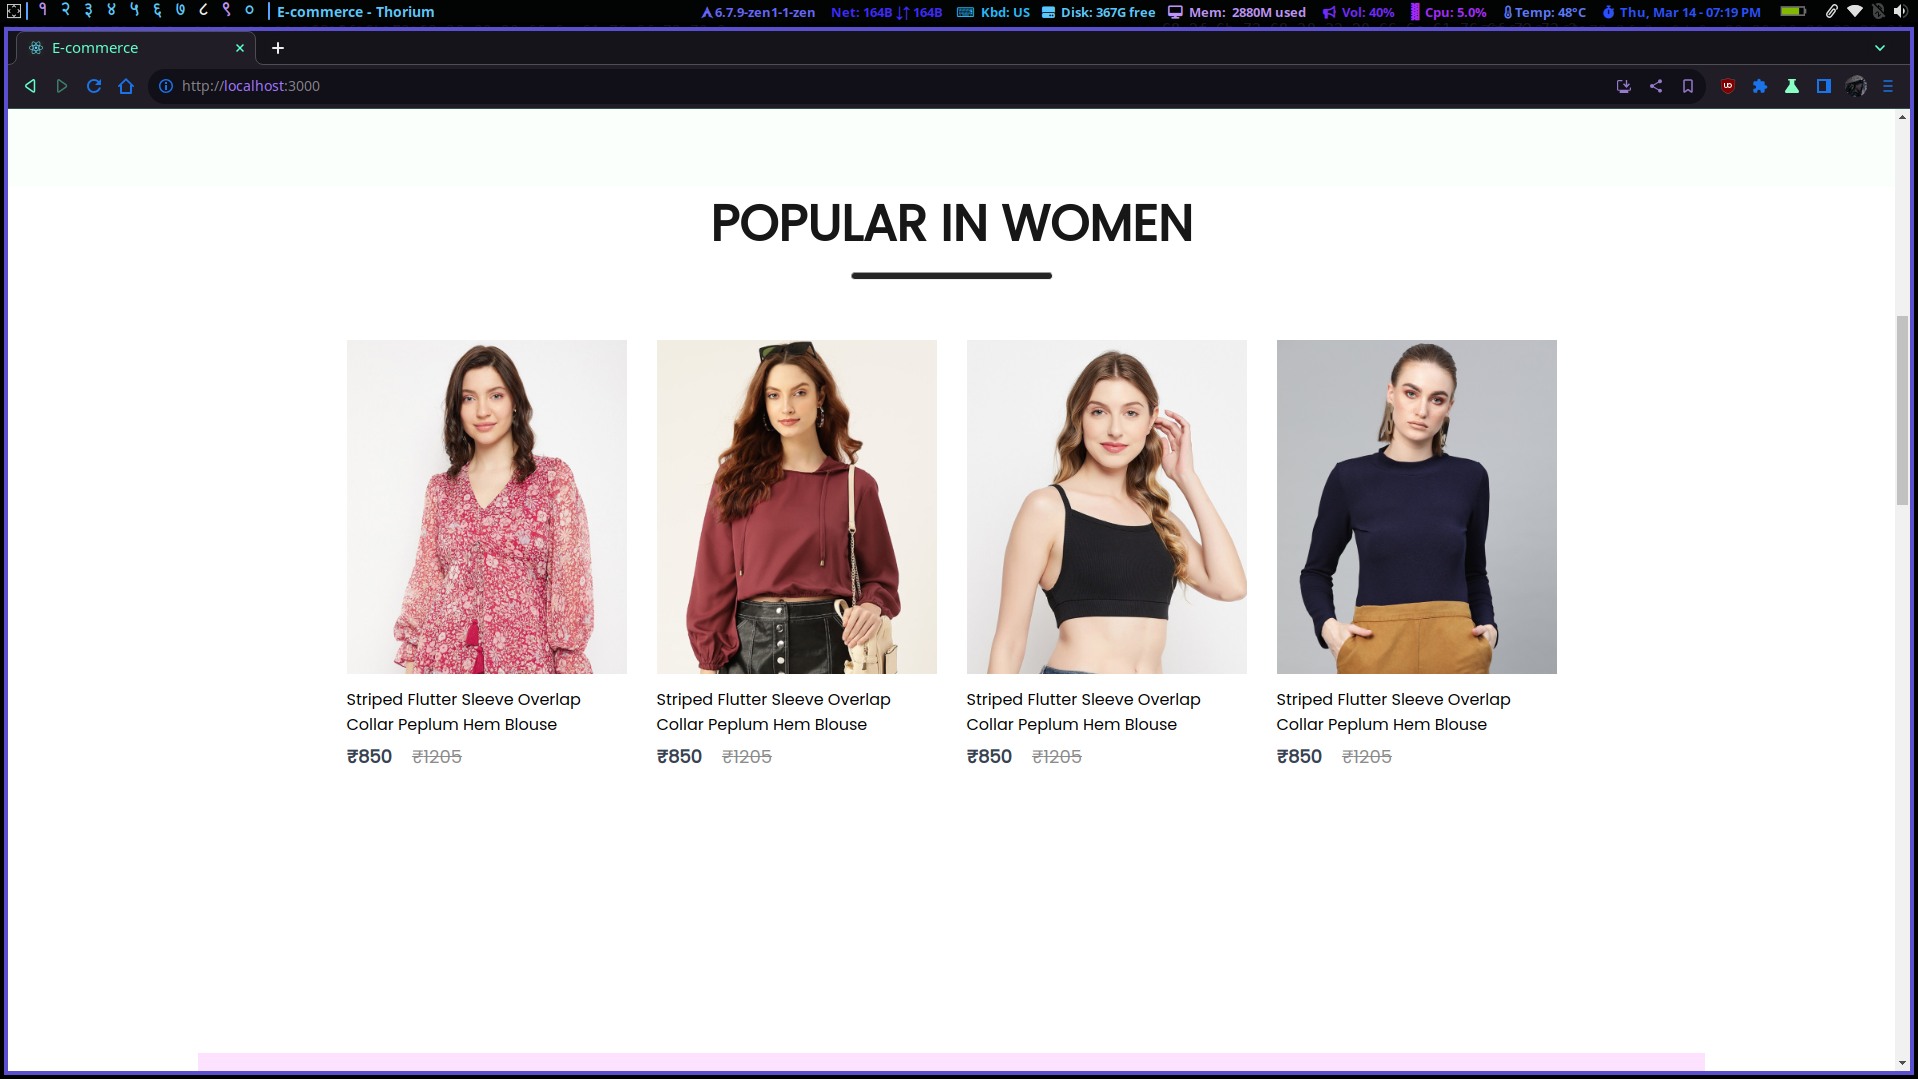 १ २ ३ ४ ५ ६ ७ ८ ९ ० | E-commerce - Thorium 6.7.9-zen1-1-zen Net: 164B ↓↑ 164B Kbd: US Disk: 367G free Mem: 2880M used Vol: 40% Cpu: 5.0% Temp: 48°C Thu, Mar 14 - 07:19 PM
E-commerce
http://localhost:3000
POPULAR IN WOMEN
Striped Flutter Sleeve Overlap
Collar Peplum Hem Blouse
₹850 ₹1205
Striped Flutter Sleeve Overlap
Collar Peplum Hem Blouse
₹850 ₹1205
Striped Flutter Sleeve Overlap
Collar Peplum Hem Blouse
₹850 ₹1205
Striped Flutter Sleeve Overlap
Collar Peplum Hem Blouse
₹850 ₹1205